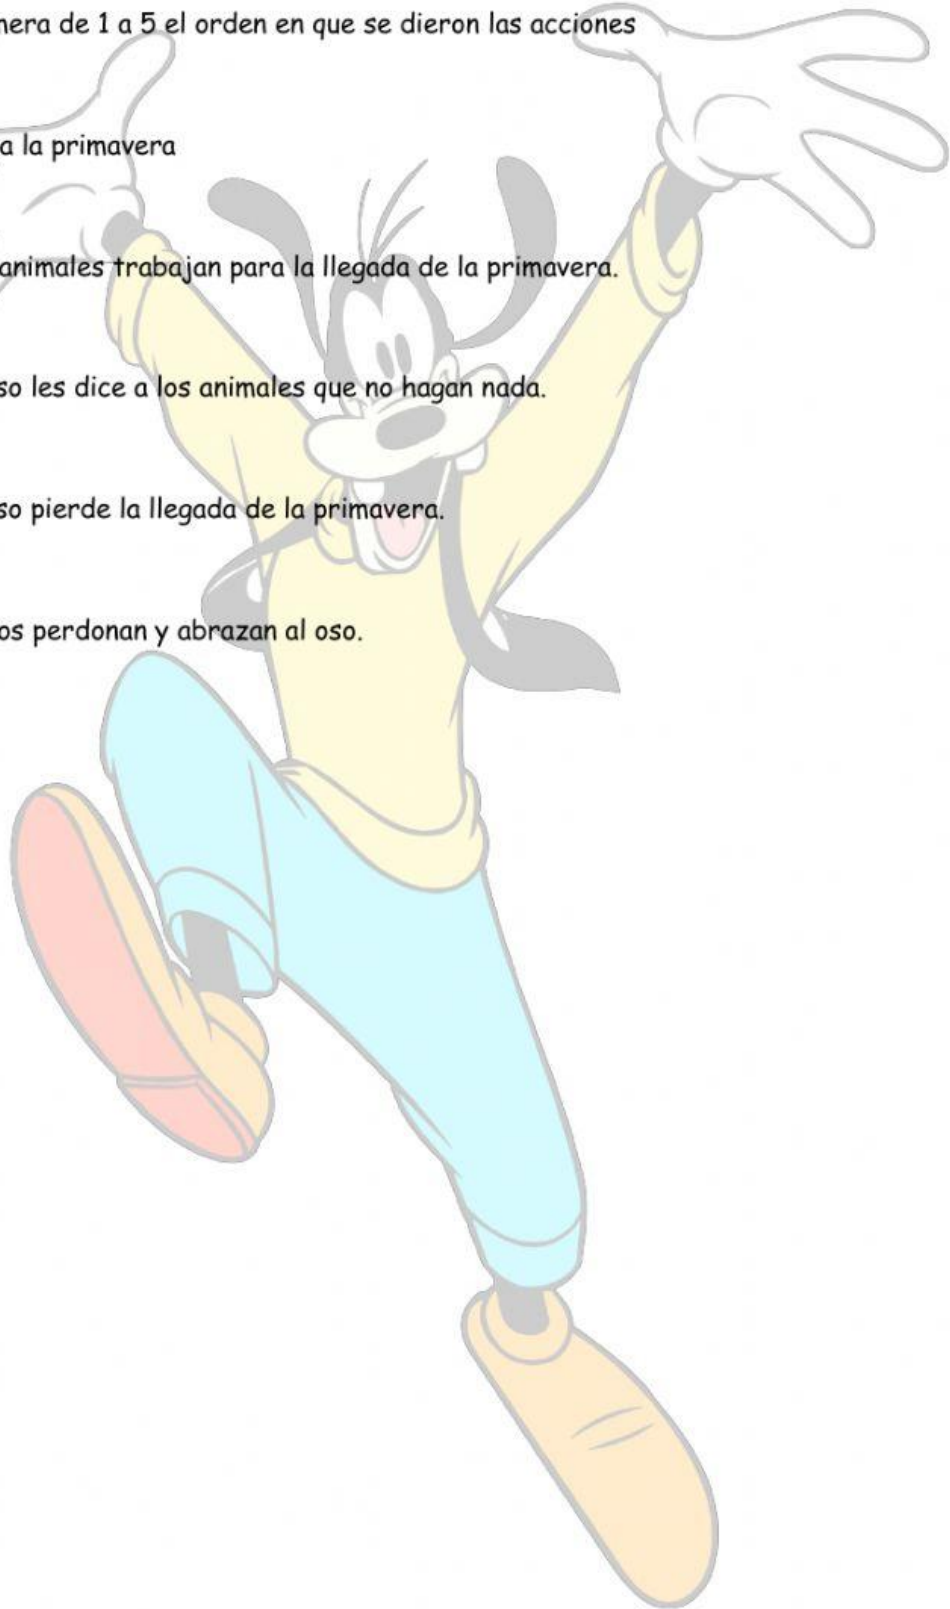 nera de 1 a 5 el orden en que se dieron las acciones
a la primavera
animales trabajan para la llegada de la primavera.
so les dice a los animales que no hagan nada.
so pierde la llegada de la primavera.
os perdonan y abrazan al oso.